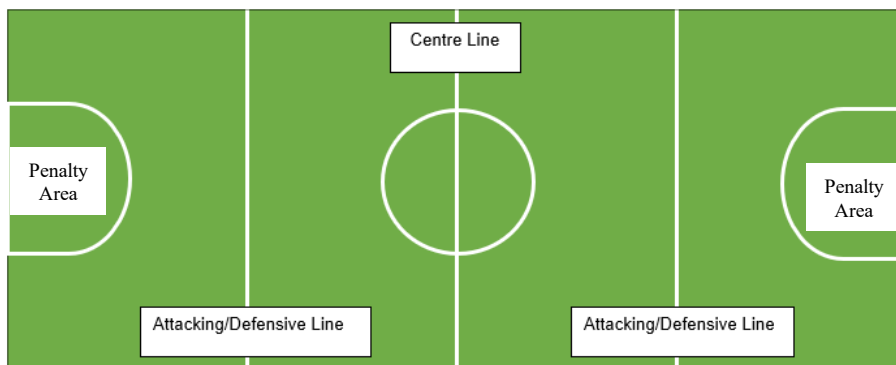 Centre Line
Penalty
Area
Penalty
Area
Attacking/Defensive Line
Attacking/Defensive Line